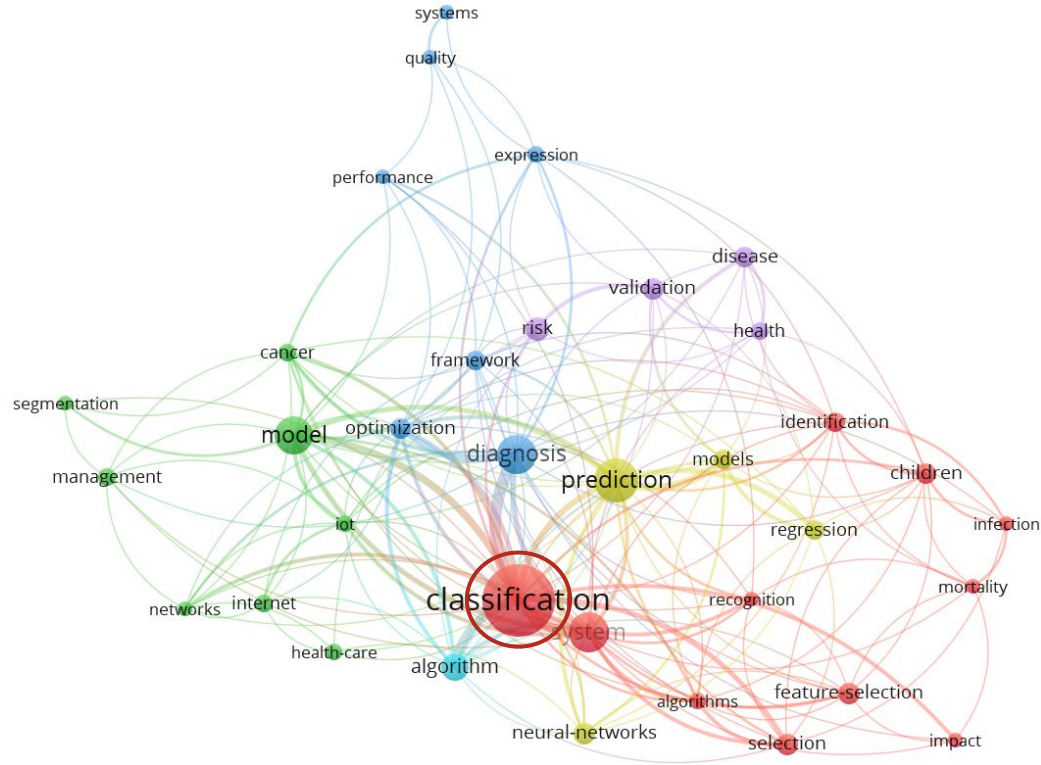 systems
quality
expression
performance
disease
validation
risk
health
cancer
framework
segmentation
identification
optimization
model
diagnosis
models
children
management
prediction
iot
infection
regression
mortality
classification
recognition
internet
networks
system
health-care
algorithm
feature-selection
algorithms
neural-networks
impact
selection